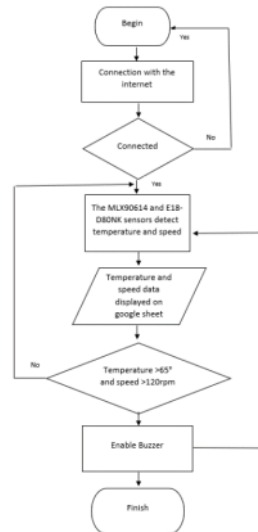 Begin
Yes
Connection with the
internet
Connected
No
Yes
The MLX90614 and E18-
D80NK sensors detect
temperature and speed
Temperature and
speed data
displayed on
google sheet
No
Temperature >65°
and speed >120rpm
Enable Buzzer
Finish